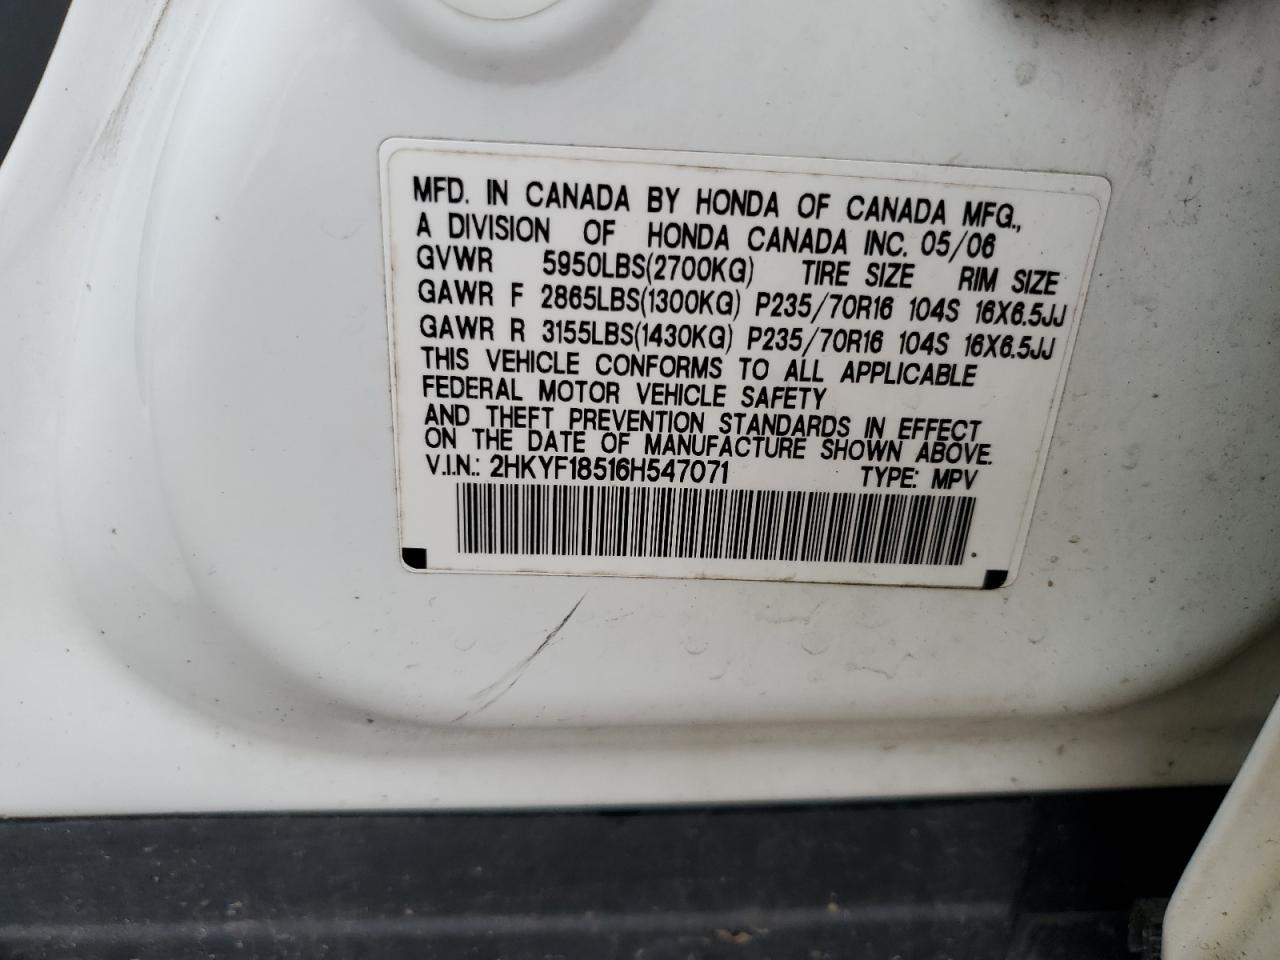 MFD. IN CANADA BY HONDA OF CANADA MFG.,
A DIVISION OF HONDA CANADA INC. 05/06
GVWR 5950LBS(2700KG) TIRE SIZE RIM SIZE
GAWR F 2865LBS(1300KG) P235/70R16 104S 16X6.5JJ
GAWR R 3155LBS(1430KG) P235/70R16 104S 16X6.5JJ
THIS VEHICLE CONFORMS TO ALL APPLICABLE
FEDERAL MOTOR VEHICLE SAFETY
AND THEFT PREVENTION STANDARDS IN EFFECT
ON THE DATE OF MANUFACTURE SHOWN ABOVE.
V.I.N.: 2HKYF18516H547071 TYPE: MPV